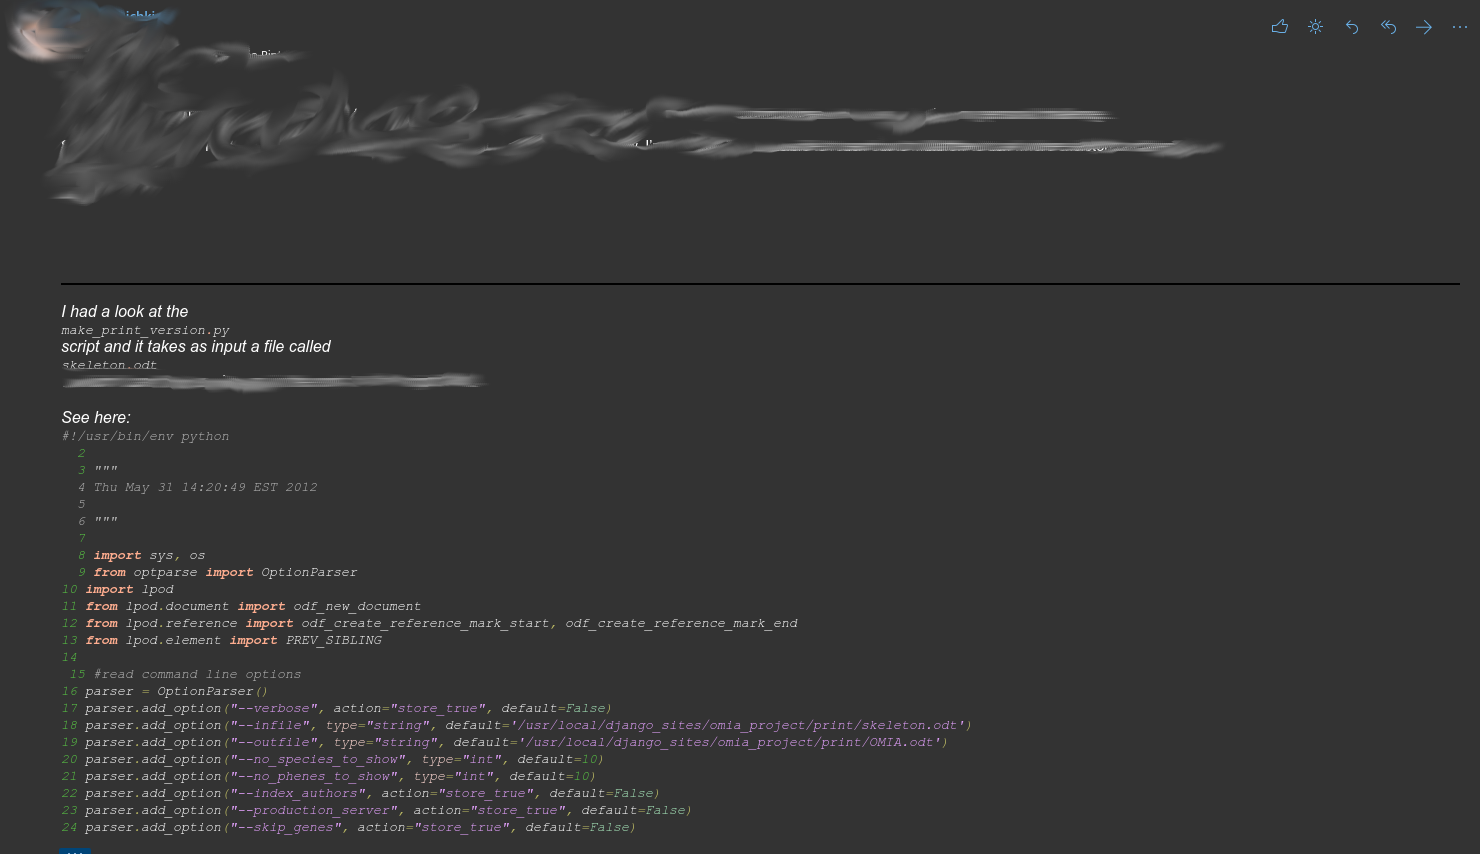 I had a look at the
make_print_version.py
script and it takes as input a file called
skeleton.odt
See here:
#!/usr/bin/env python
2
3 """
4 Thu May 31 14:20:49 EST 2012
5
6 """
7
8 import sys, os
9 from optparse import OptionParser
10 import lpod
11 from lpod.document import odf_new_document
12 from lpod.reference import odf_create_reference_mark_start, odf_create_reference_mark_end
13 from lpod.element import PREV_SIBLING
14
15 #read command line options
16 parser = OptionParser()
17 parser.add_option("--verbose", action="store_true", default=False)
18 parser.add_option("--infile", type="string", default='/usr/local/django_sites/omia_project/print/skeleton.odt')
19 parser.add_option("--outfile", type="string", default='/usr/local/django_sites/omia_project/print/OMIA.odt')
20 parser.add_option("--no_species_to_show", type="int", default=10)
21 parser.add_option("--no_phenes_to_show", type="int", default=10)
22 parser.add_option("--index_authors", action="store_true", default=False)
23 parser.add_option("--production_server", action="store_true", default=False)
24 parser.add_option("--skip_genes", action="store_true", default=False)